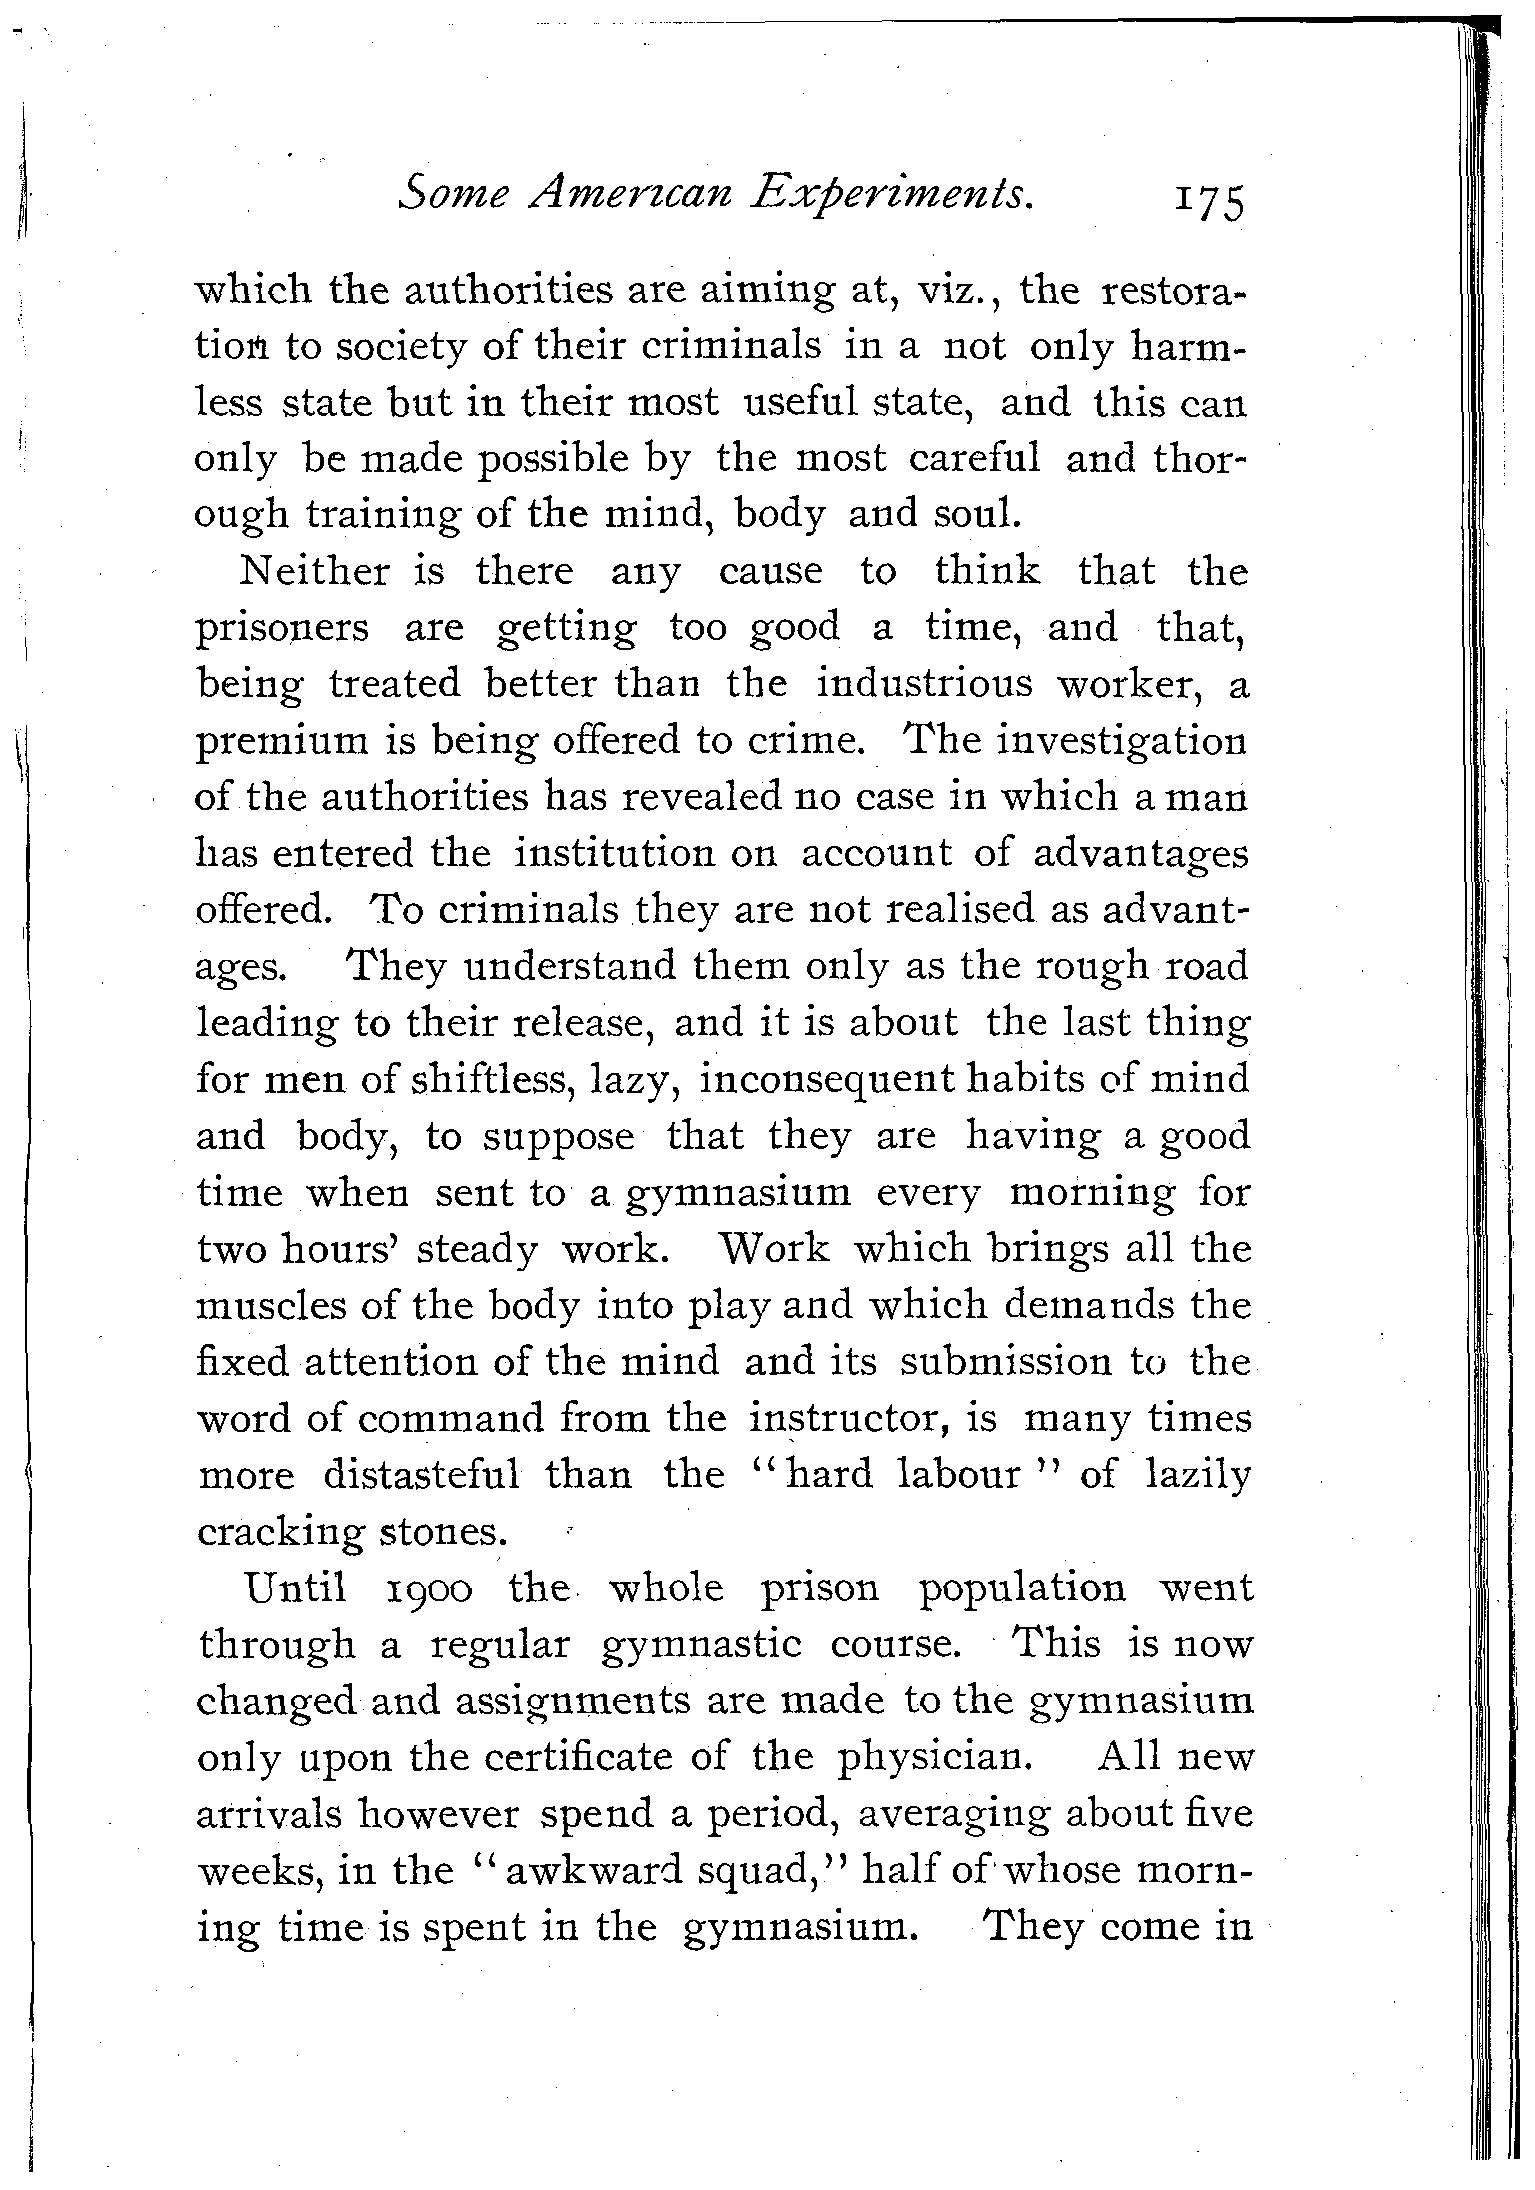 Some American Experiments. 175
which the authorities are aiming at, viz., the restora-
tion to society of their criminals in a not only harm-
less state but in their most useful state, and this can
only be made possible by the most careful and thor-
ough training of the mind, body and soul.
Neither is there any cause to think that the
prisoners are getting too good a time, and that,
being treated better than the industrious worker, a
premium is being offered to crime. The investigation
of the authorities has revealed no case in which a man
has entered the institution on account of advantages
offered. To criminals they are not realised as advant-
ages. They understand them only as the rough road
leading to their release, and it is about the last thing
for men of shiftless, lazy, inconsequent habits of mind
and body, to suppose that they are having a good
time when sent to a gymnasium every morning for
two hours' steady work. Work which brings all the
muscles of the body into play and which demands the
fixed attention of the mind and its submission to the
word of command from the instructor, is many times
more distasteful than the "hard labour" of lazily
cracking stones.
Until 1900 the whole prison population went
through a regular gymnastic course. This is now
changed and assignments are made to the gymnasium
only upon the certificate of the physician. All new
arrivals however spend a period, averaging about five
weeks, in the "awkward squad," half of whose morn-
ing time is spent in the gymnasium. They come in